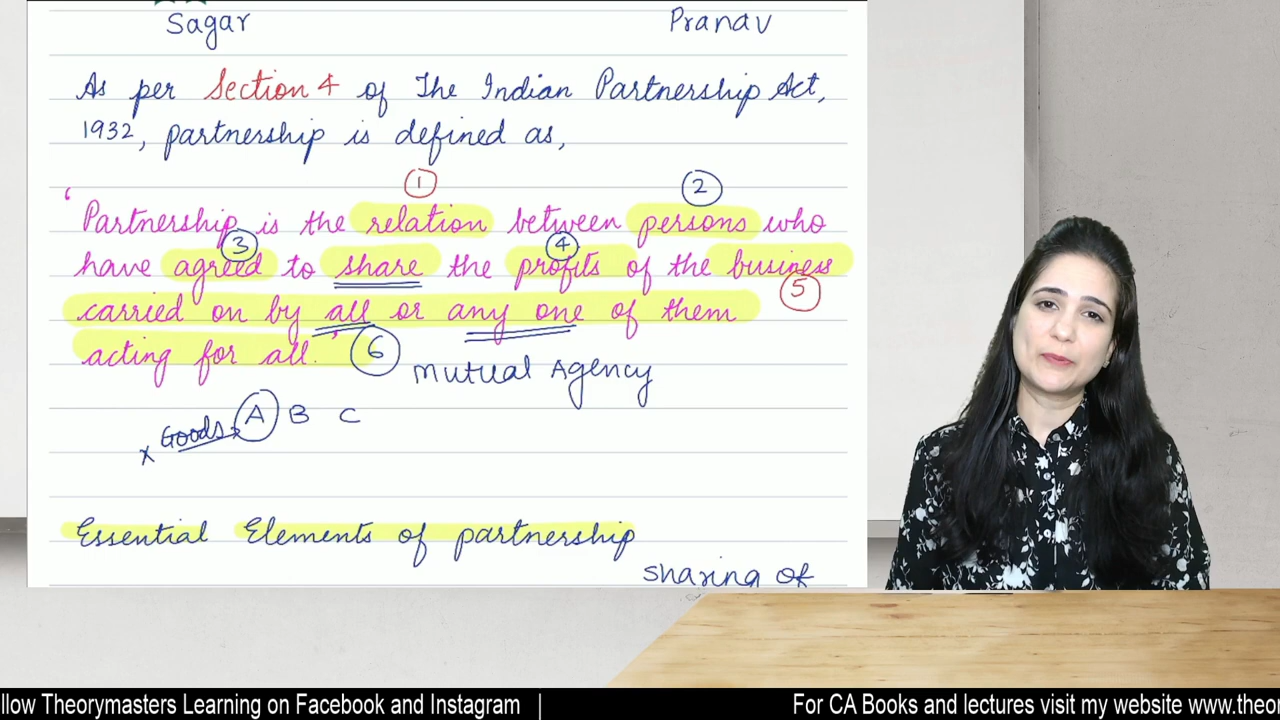 Sagar Pranav
As per Section 4 of The Indian Partnership Act,
1932, partnership is defined as,
1 2
'Partnership is the relation between persons who
3 4
have agreed to share the profits of the business
5
carried on by all or any one of them
acting for all.' 6
Mutual Agency
Goods A B C
x
Essential Elements of partnership
sharing of
llow Theorymasters Learning on Facebook and Instagram | For CA Books and lectures visit my website www.theor